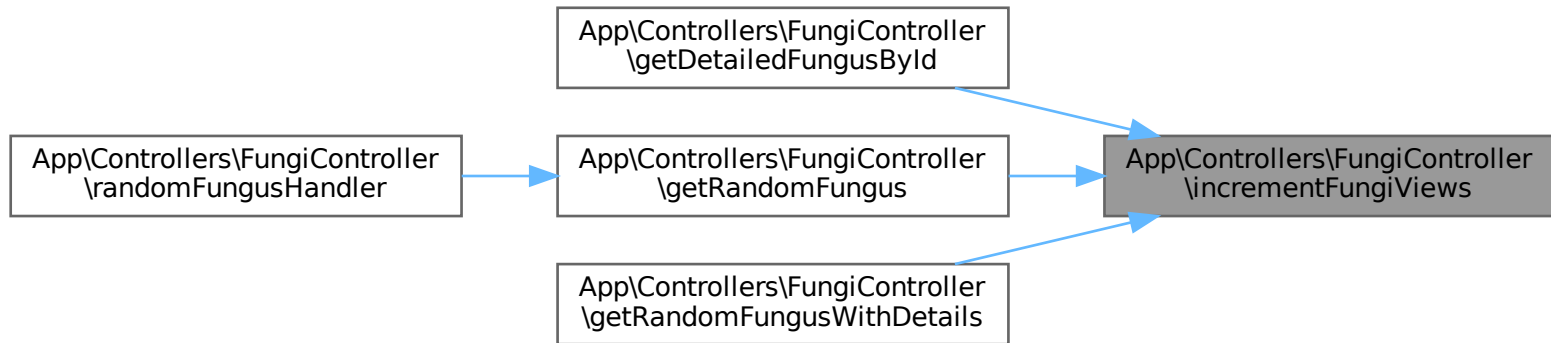 App\Controllers\FungiController
\getDetailedFungusById
App\Controllers\FungiController
\randomFungusHandler
App\Controllers\FungiController
\getRandomFungus
App\Controllers\FungiController
\incrementFungiViews
App\Controllers\FungiController
\getRandomFungusWithDetails